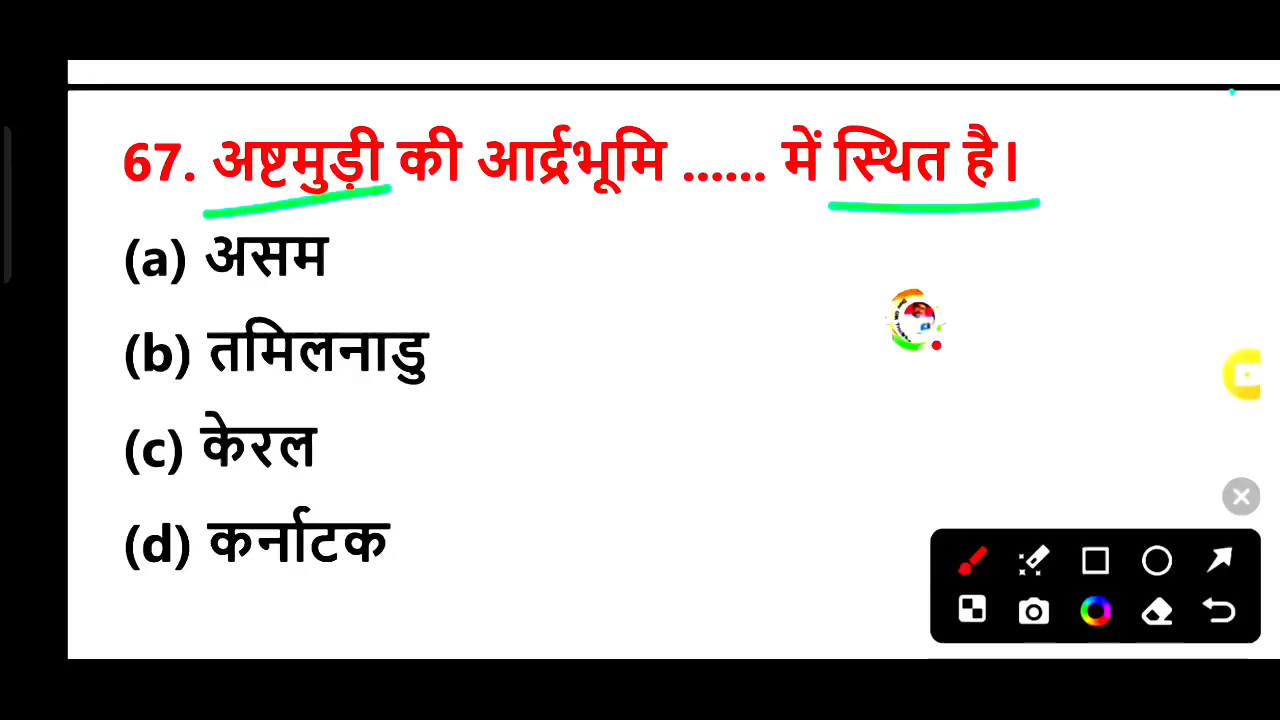 67. अष्टमुड़ी की आर्द्रभूमि ...... में स्थित है।
(a) असम
(b) तमिलनाडु
(c) केरल
(d) कर्नाटक